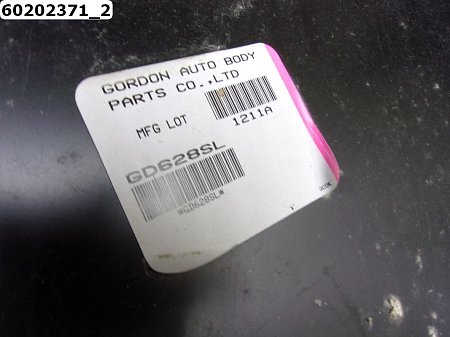 60202371_2
GORDON AUTO BODY
PARTS CO.,LTD
MFG LOT
1211A
GD628SL
*GD628SL*